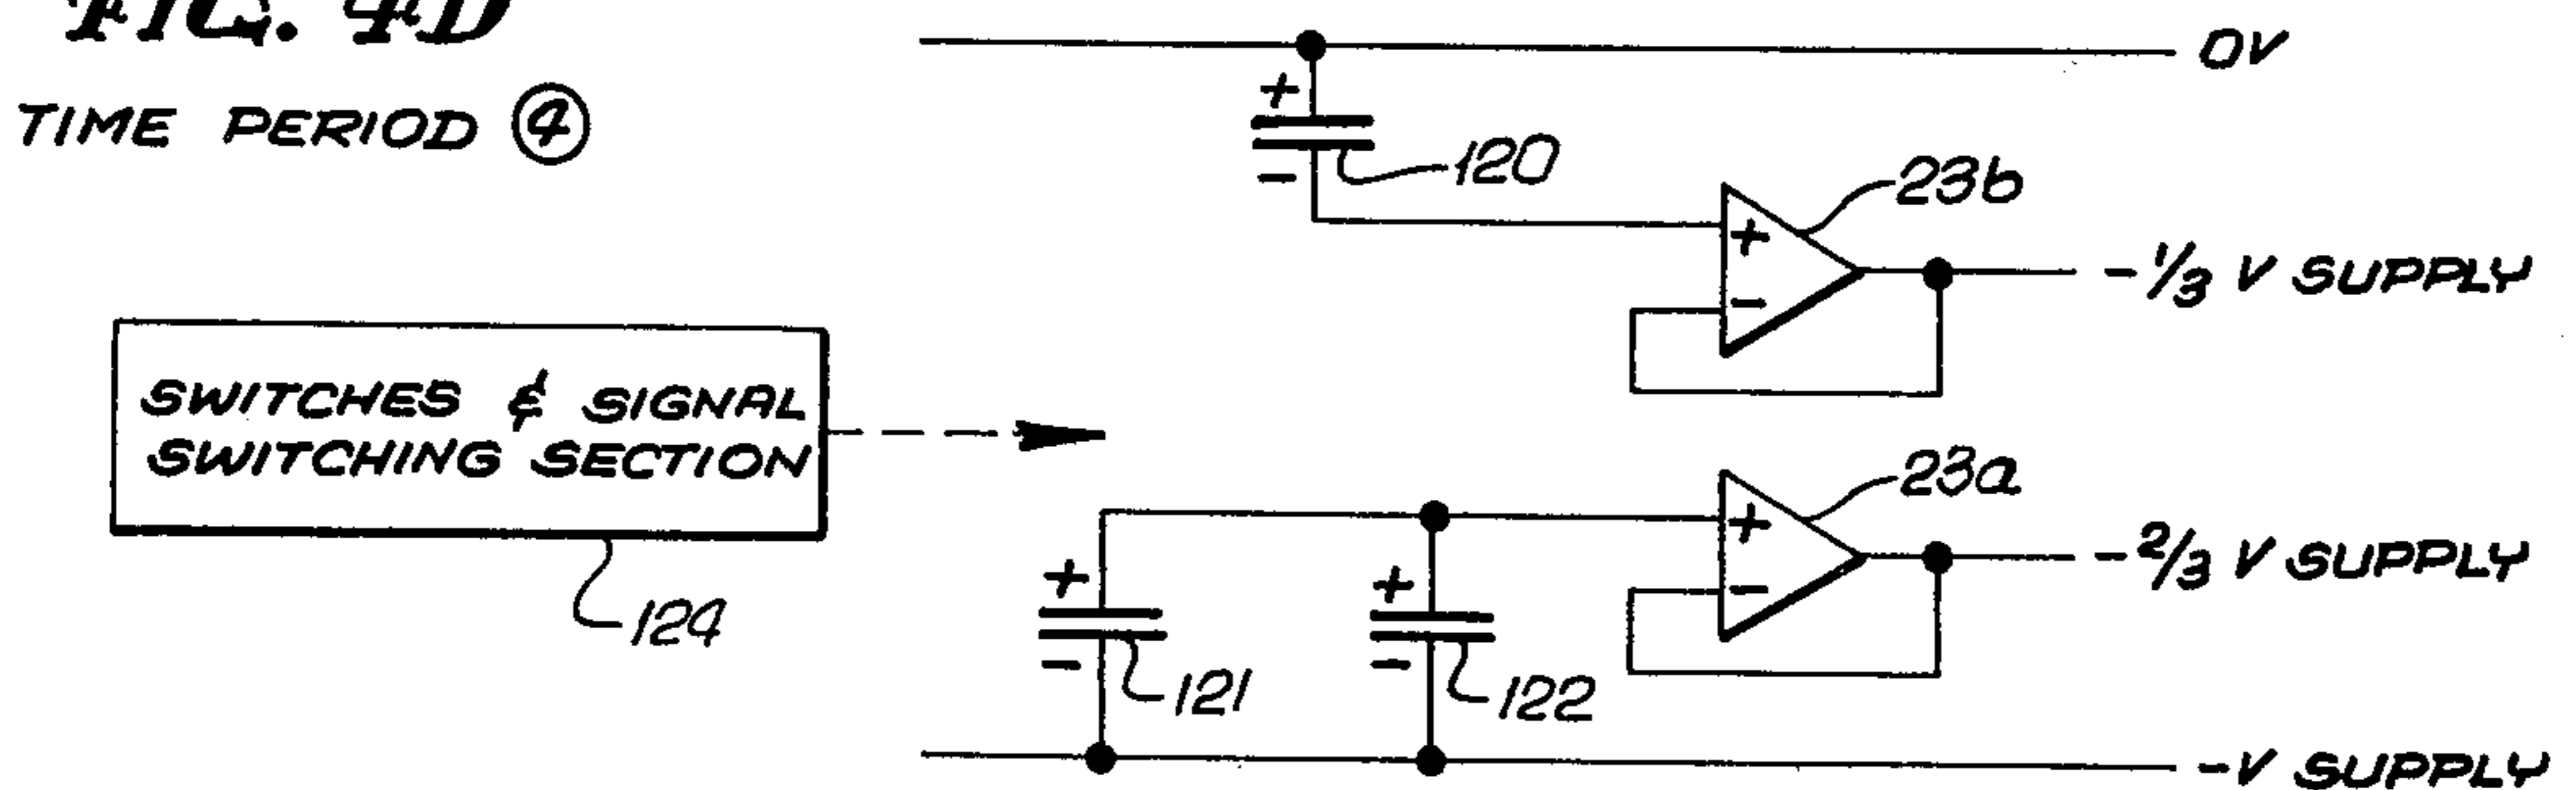 FIG. 4D
TIME PERIOD ④
0V
+
-
120
23b
+
-
-1/3 V SUPPLY
SWITCHES & SIGNAL
SWITCHING SECTION
124
23a
+
-
-2/3 V SUPPLY
+
-
121
+
-
122
-V SUPPLY